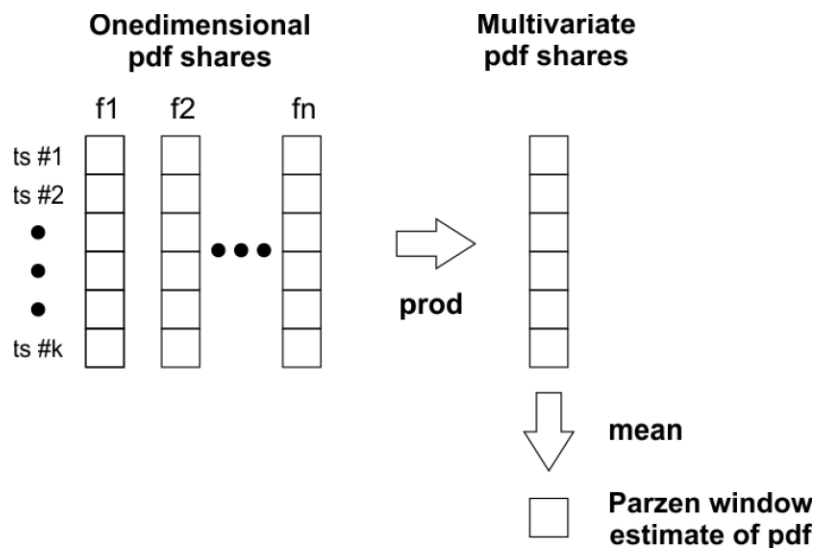 Onedimensional
pdf shares
Multivariate
pdf shares
f1 f2 fn
ts #1
ts #2
ts #k
prod
mean
Parzen window
estimate of pdf